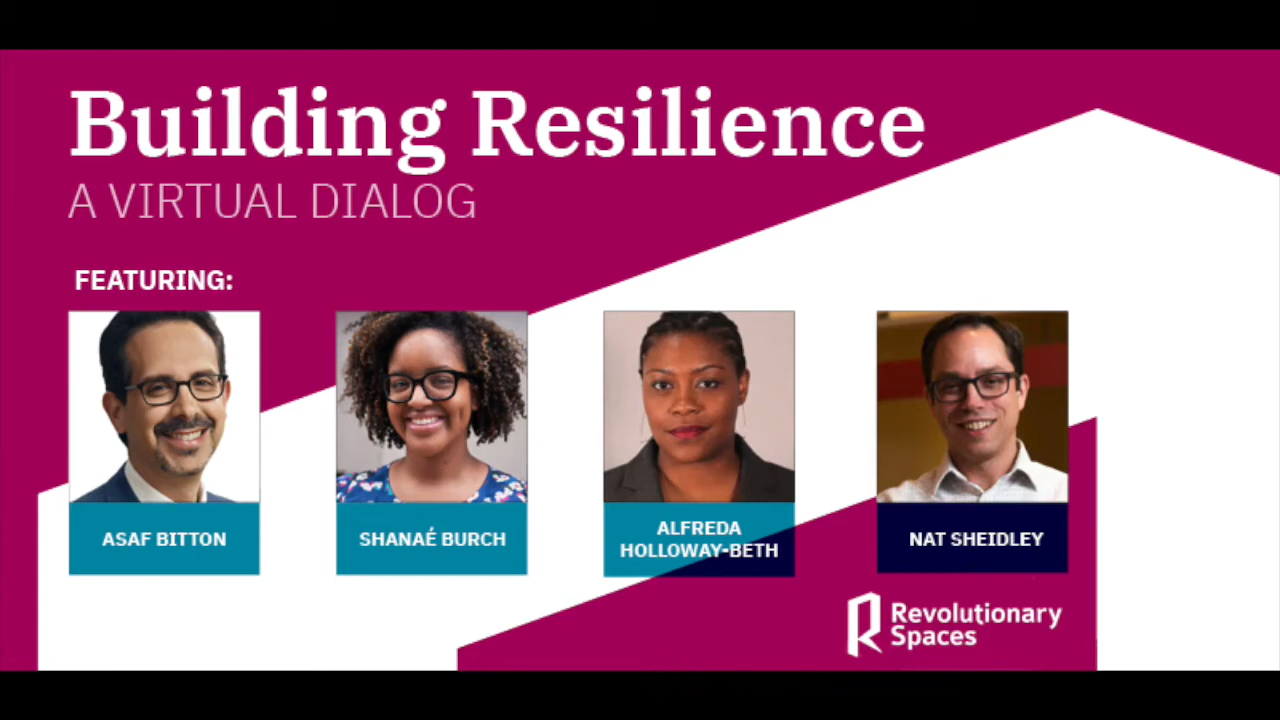 Building Resilience
A VIRTUAL DIALOG
FEATURING:
ASAF BITTON
SHANAÉ BURCH
ALFREDA
HOLLOWAY-BETH
NAT SHEIDLEY
Revolutionary
Spaces